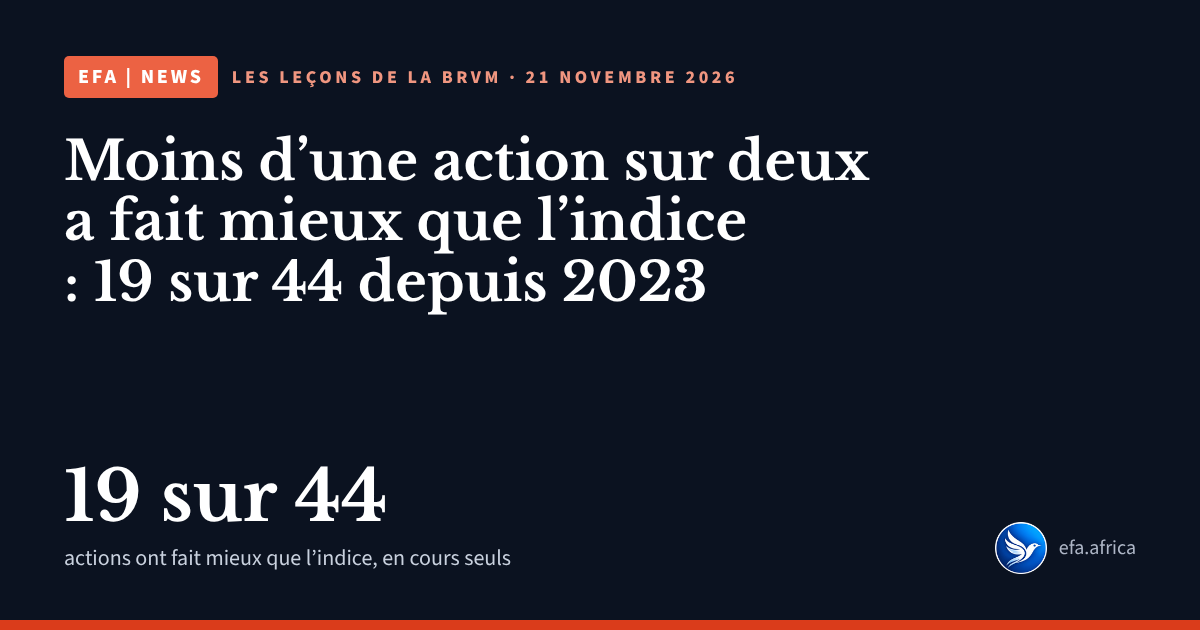 EFA | NEWS LES LEÇONS DE LA BRVM · 21 NOVEMBRE 2026
Moins d’une action sur deux
a fait mieux que l’indice
: 19 sur 44 depuis 2023
19 sur 44
actions ont fait mieux que l’indice, en cours seuls
efa.africa